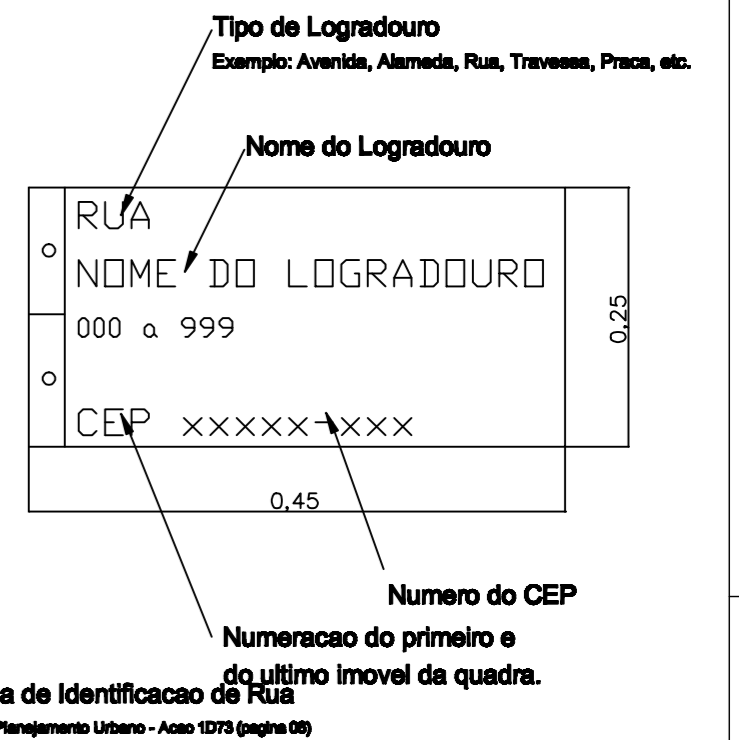 Tipo de Logradouro
Exemplo: Avenida, Alameda, Rua, Travessa, Praca, etc.
Nome do Logradouro
RUA
NOME DO LOGRADOURO
000 a 999
CEP xxxxx-xxx
0,25
0,45
Numero do CEP
Numeracao do primeiro e
do ultimo imovel da quadra.
a de Identificacao de Rua
Planejamento Urbano - Acao 1D73 (pagina 08)